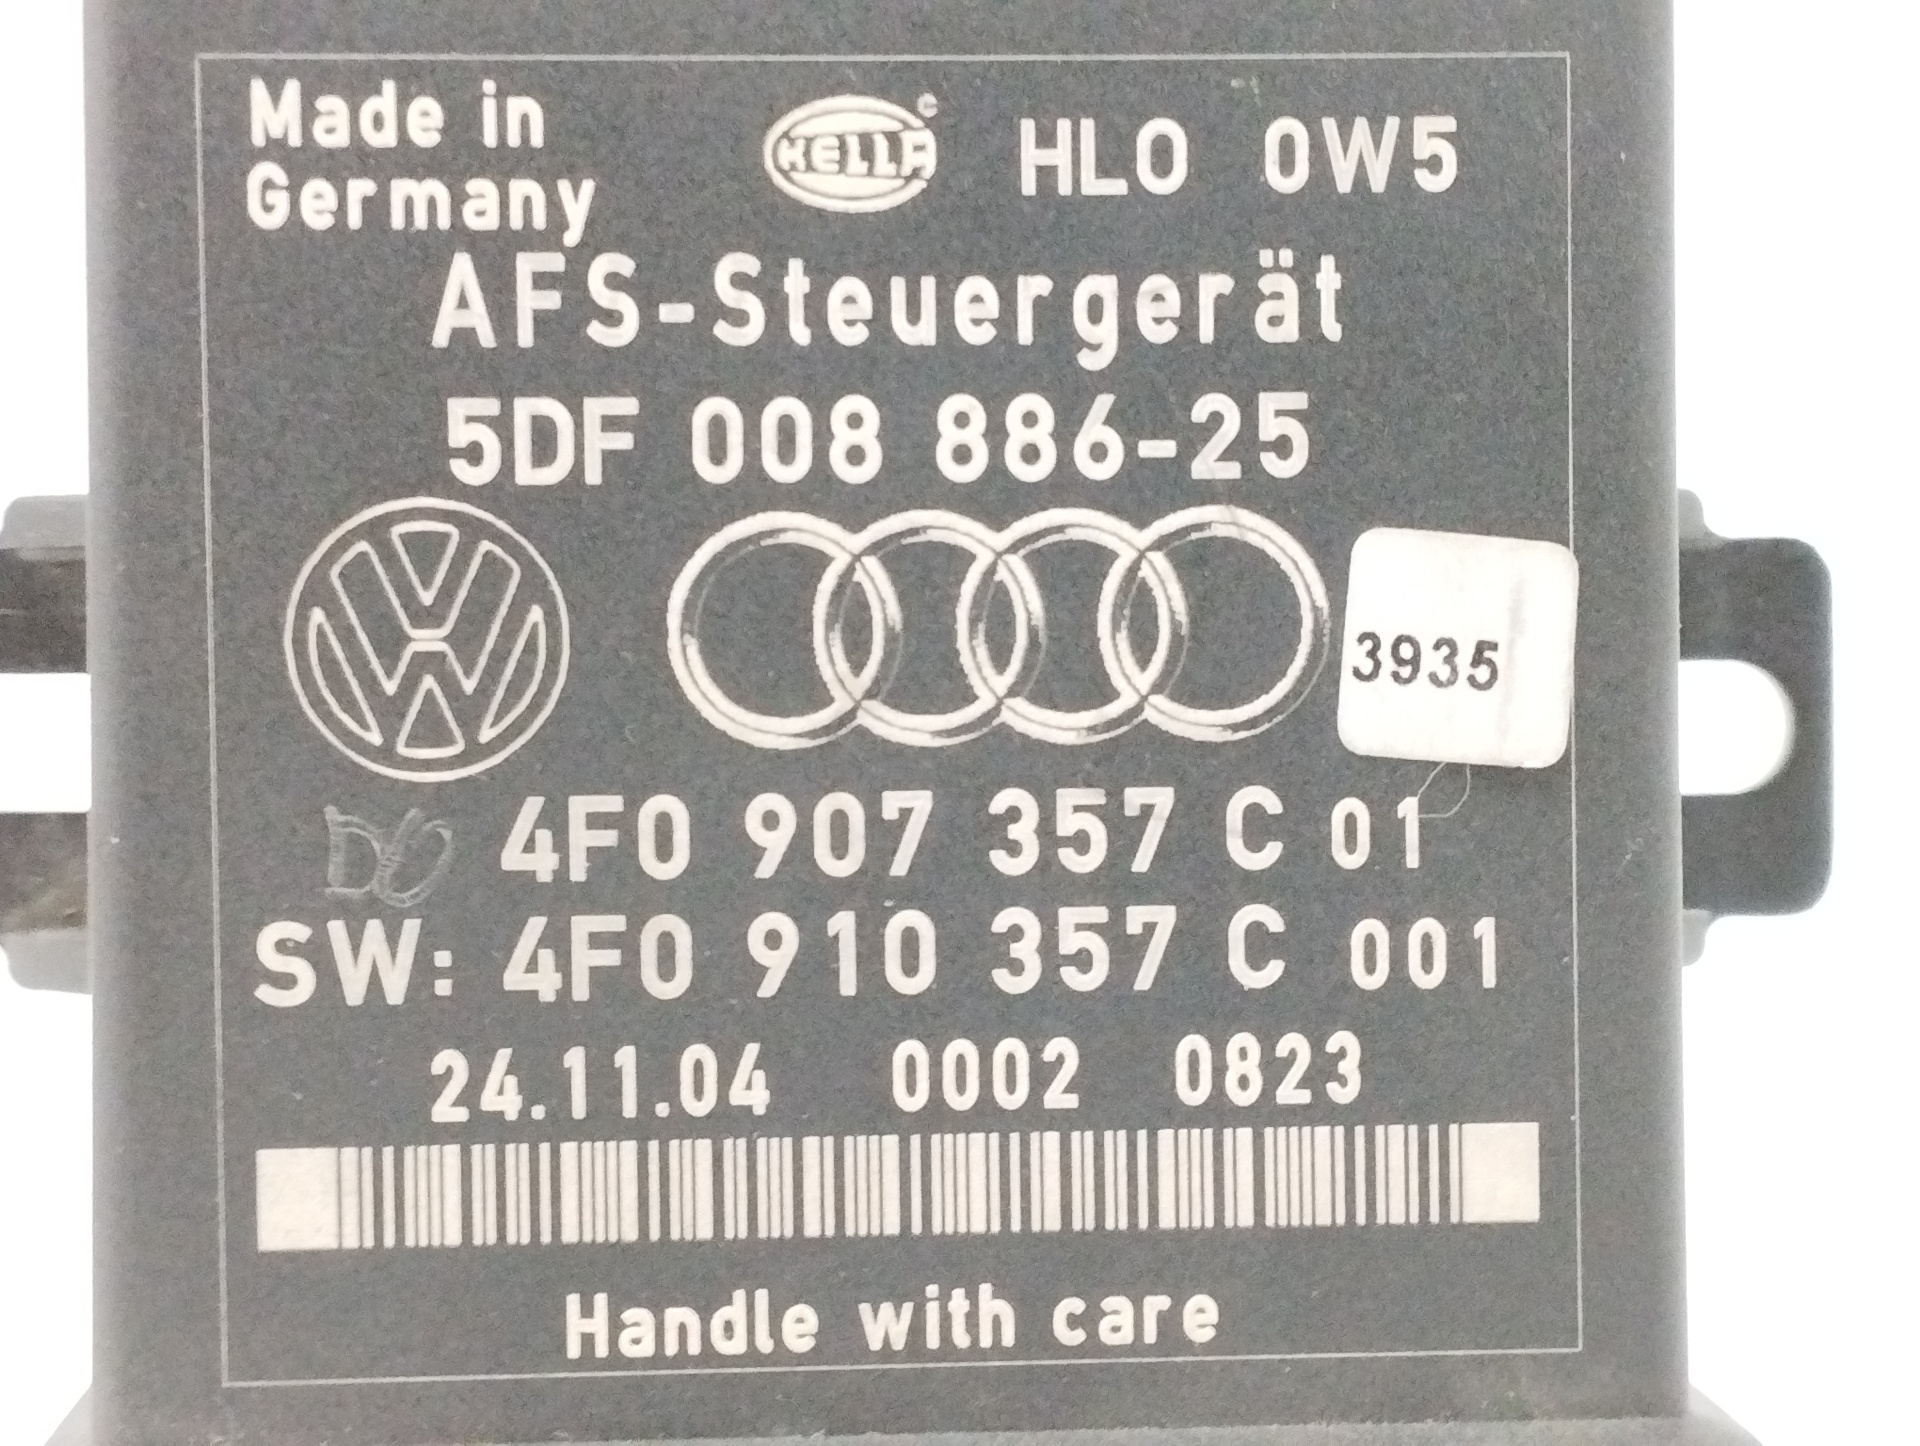 Made in
Germany
HELLA HLO 0W5
AFS-Steuergerät
5DF 008 886-25
3935
D6 4F0 907 357 C 01
SW: 4F0 910 357 C 001
24.11.04 0002 0823
Handle with care